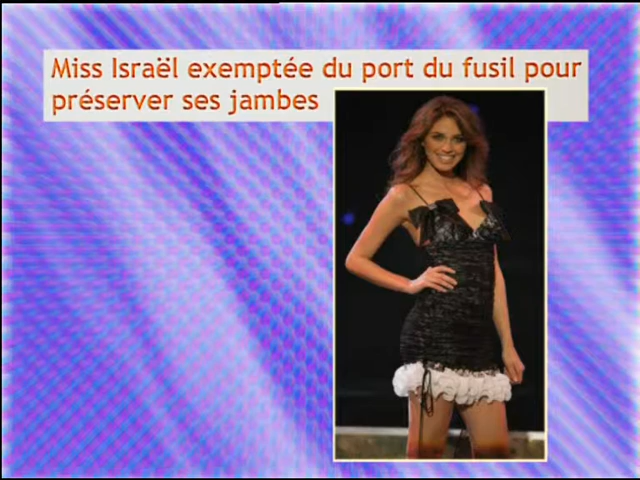 Miss Israël exemptée du port du fusil pour
préserver ses jambes